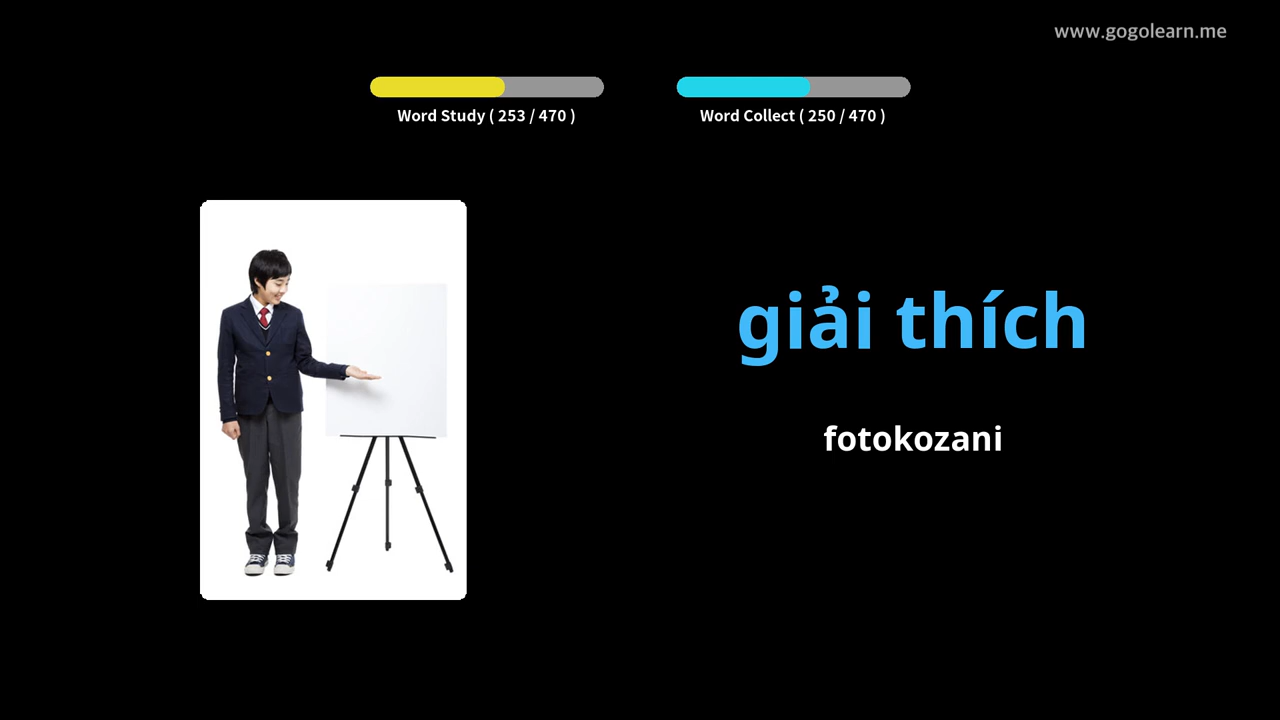 www.gogolearn.me
Word Study ( 253 / 470 )
Word Collect ( 250 / 470 )
giải thích
fotokozani